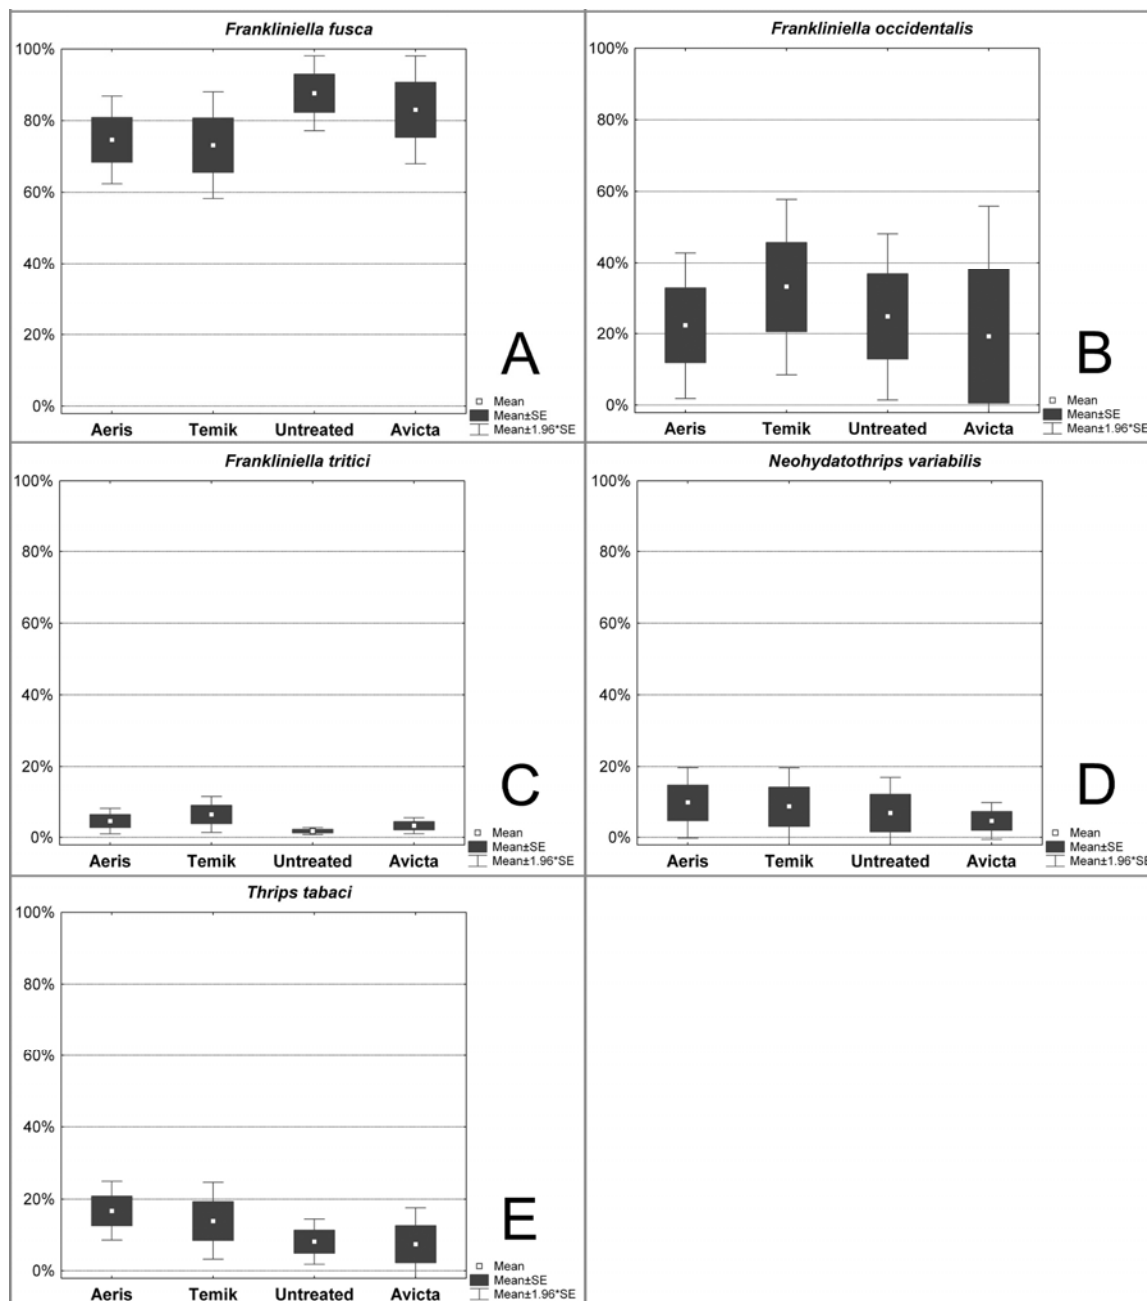 Frankliniella fusca
100%
80%
60%
40%
20%
0%
Aeris Temik Untreated Avicta
A
Mean
Mean±SE
Mean±1.96*SE
Frankliniella occidentalis
100%
80%
60%
40%
20%
0%
Aeris Temik Untreated Avicta
B
Mean
Mean±SE
Mean±1.96*SE
Frankliniella tritici
100%
80%
60%
40%
20%
0%
Aeris Temik Untreated Avicta
C
Mean
Mean±SE
Mean±1.96*SE
Neohydatothrips variabilis
100%
80%
60%
40%
20%
0%
Aeris Temik Untreated Avicta
D
Mean
Mean±SE
Mean±1.96*SE
Thrips tabaci
100%
80%
60%
40%
20%
0%
Aeris Temik Untreated Avicta
E
Mean
Mean±SE
Mean±1.96*SE